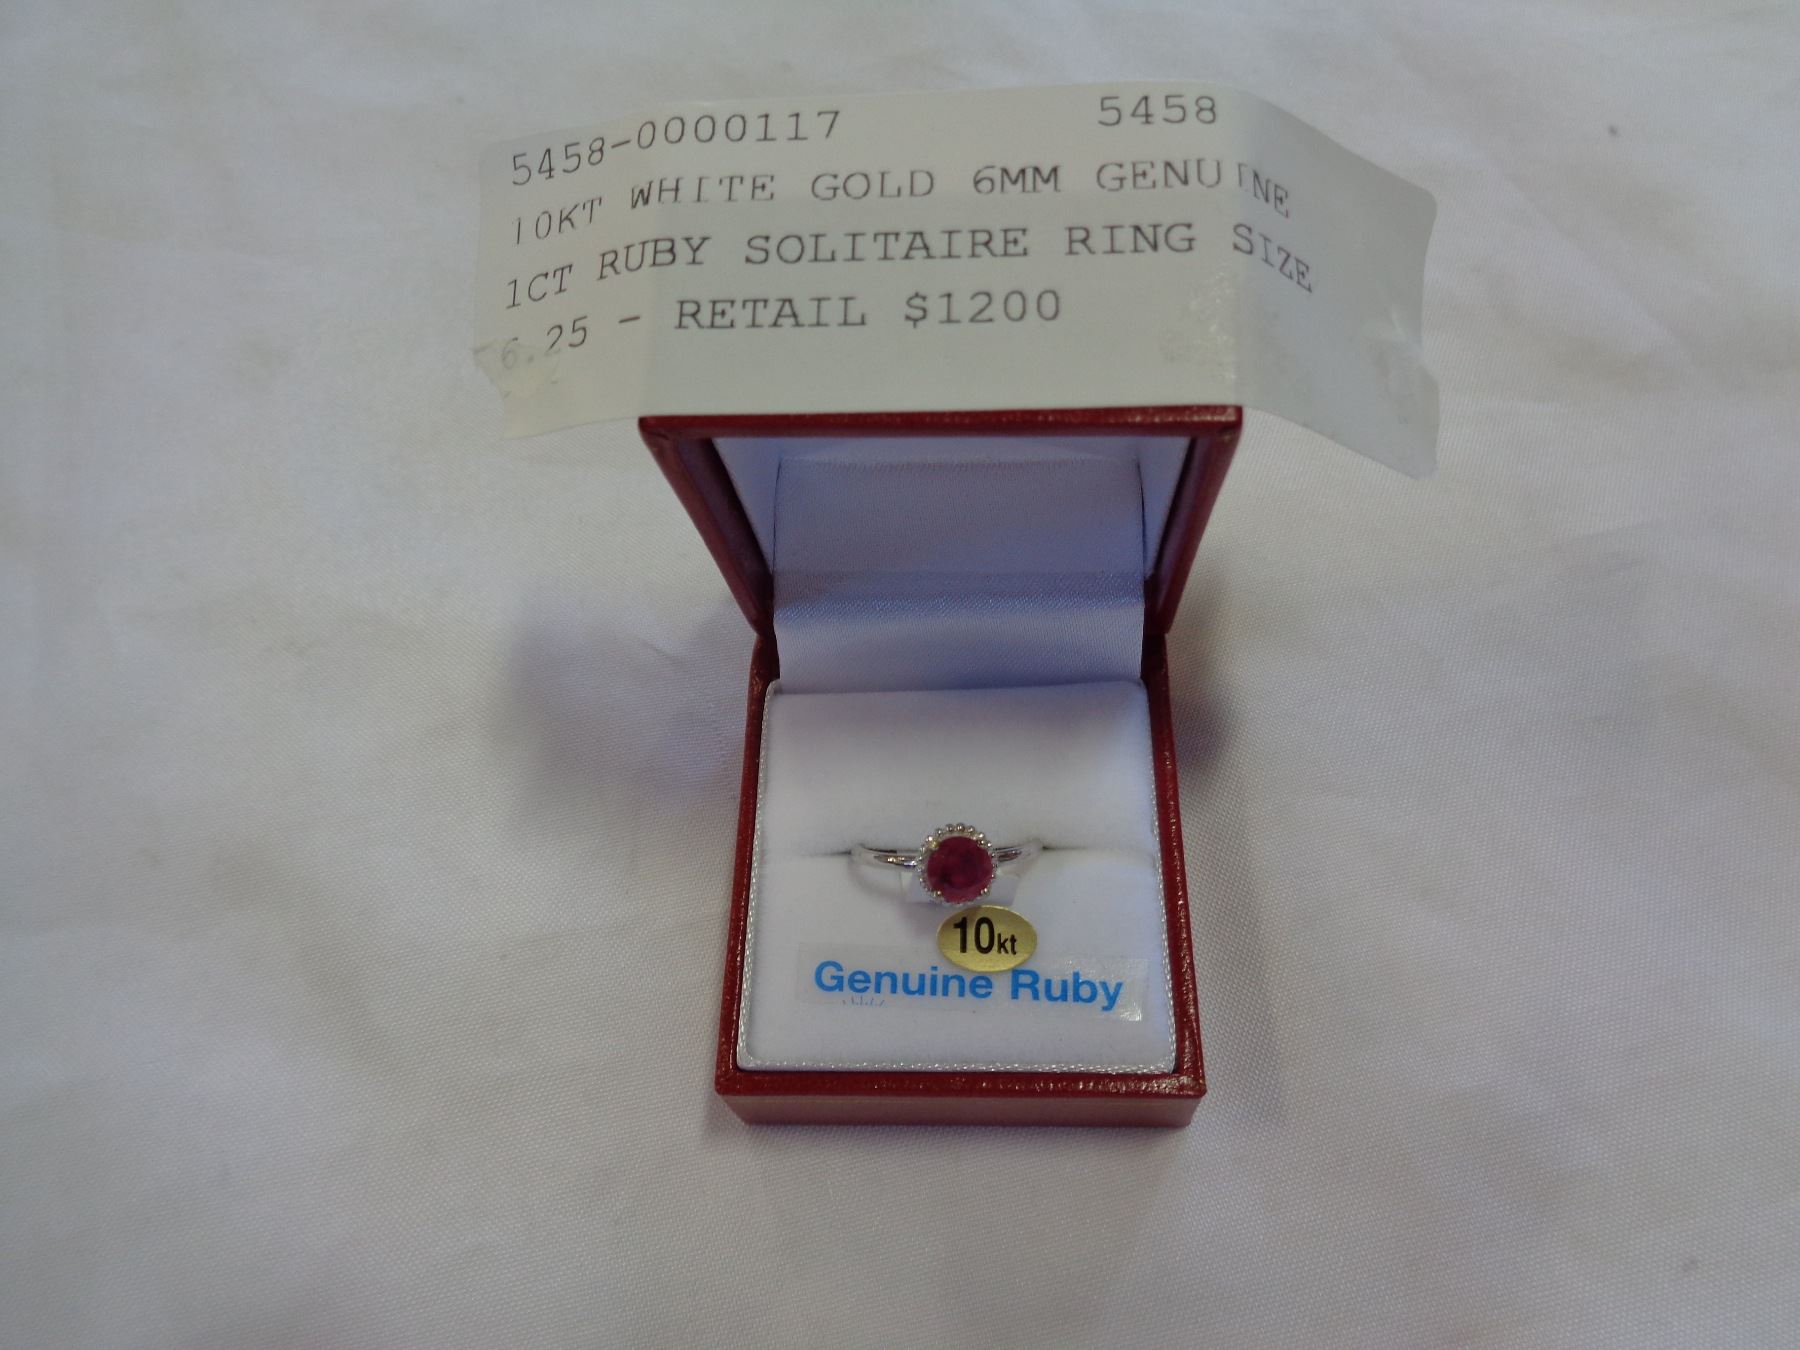 5458-0000117 5458
10KT WHITE GOLD 6MM GENUINE
1CT RUBY SOLITAIRE RING SIZE
6.25 - RETAIL $1200
10kt
Genuine Ruby